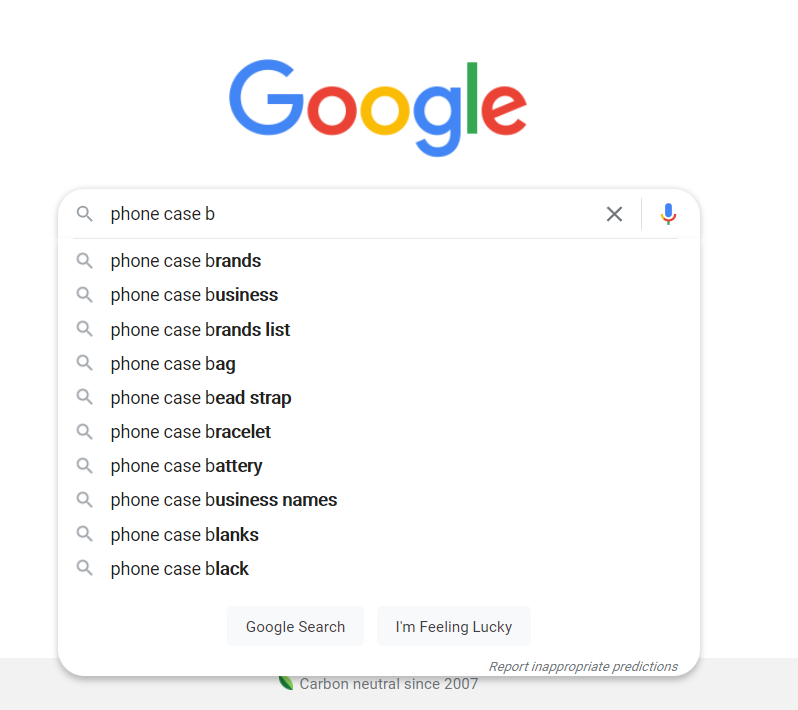 Google
phone case b
phone case brands
phone case business
phone case brands list
phone case bag
phone case bead strap
phone case bracelet
phone case battery
phone case business names
phone case blanks
phone case black
Google Search I'm Feeling Lucky
Report inappropriate predictions
Carbon neutral since 2007